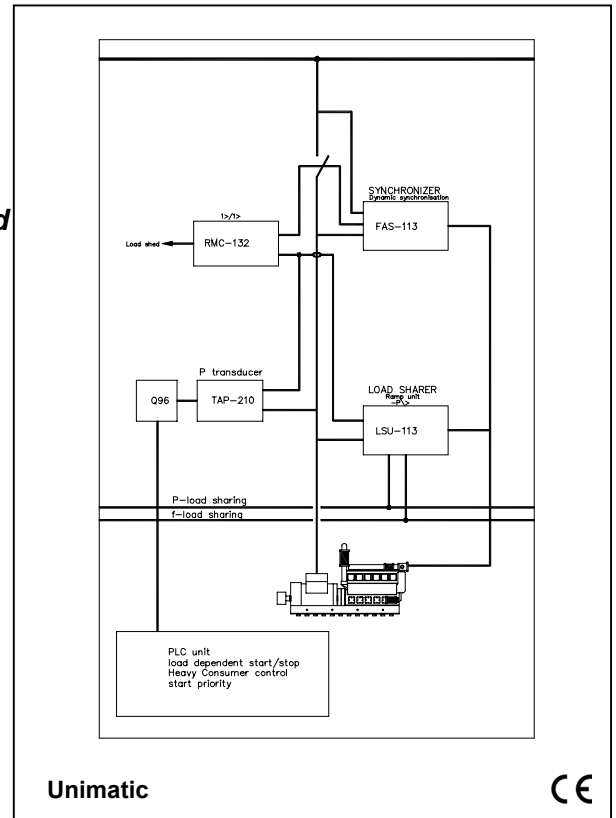 d
SYNCHRONIZER
Dynamic synchronisation
FAS-113
1>/1>
RMC-132
Load shed
P transducer
Q96
TAP-210
LOAD SHARER
Ramp unit
-P\>
LSU-113
P-load sharing
f-load sharing
PLC unit
load dependent start/stop
Heavy Consumer control
start priority
Unimatic
CE